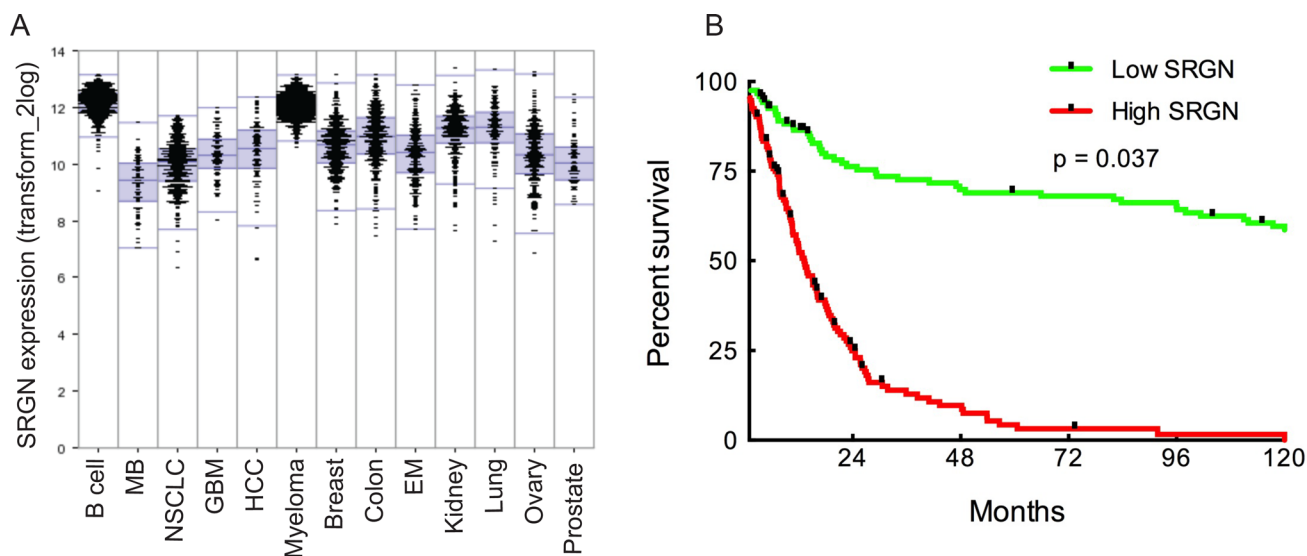 A
SRGN expression (transform_2log)
14
12
10
8
6
4
2
0
B cell
MB
NSCLC
GBM
HCC
Myeloma
Breast
Colon
EM
Kidney
Lung
Ovary
Prostate
B
Low SRGN
High SRGN
p = 0.037
Percent survival
100
75
50
25
0
24
48
72
96
120
Months